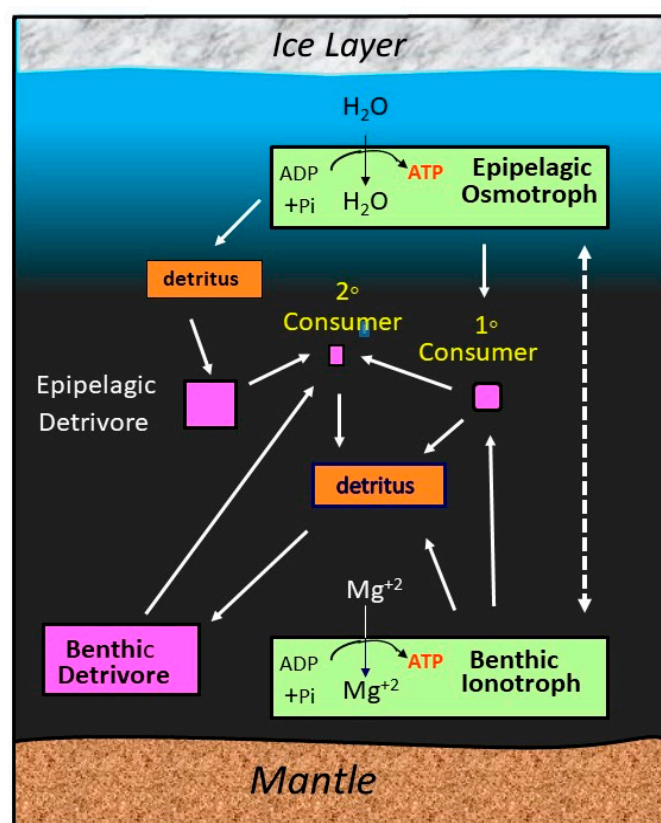 Ice Layer
H₂O
ADP
+Pi
ATP
H₂O
Epipelagic
Osmotroph
detritus
2°
Consumer
1°
Consumer
Epipelagic
Detrivore
detritus
Mg⁺²
Benthic
Detrivore
ADP
+Pi
ATP
Mg⁺²
Benthic
Ionotroph
Mantle